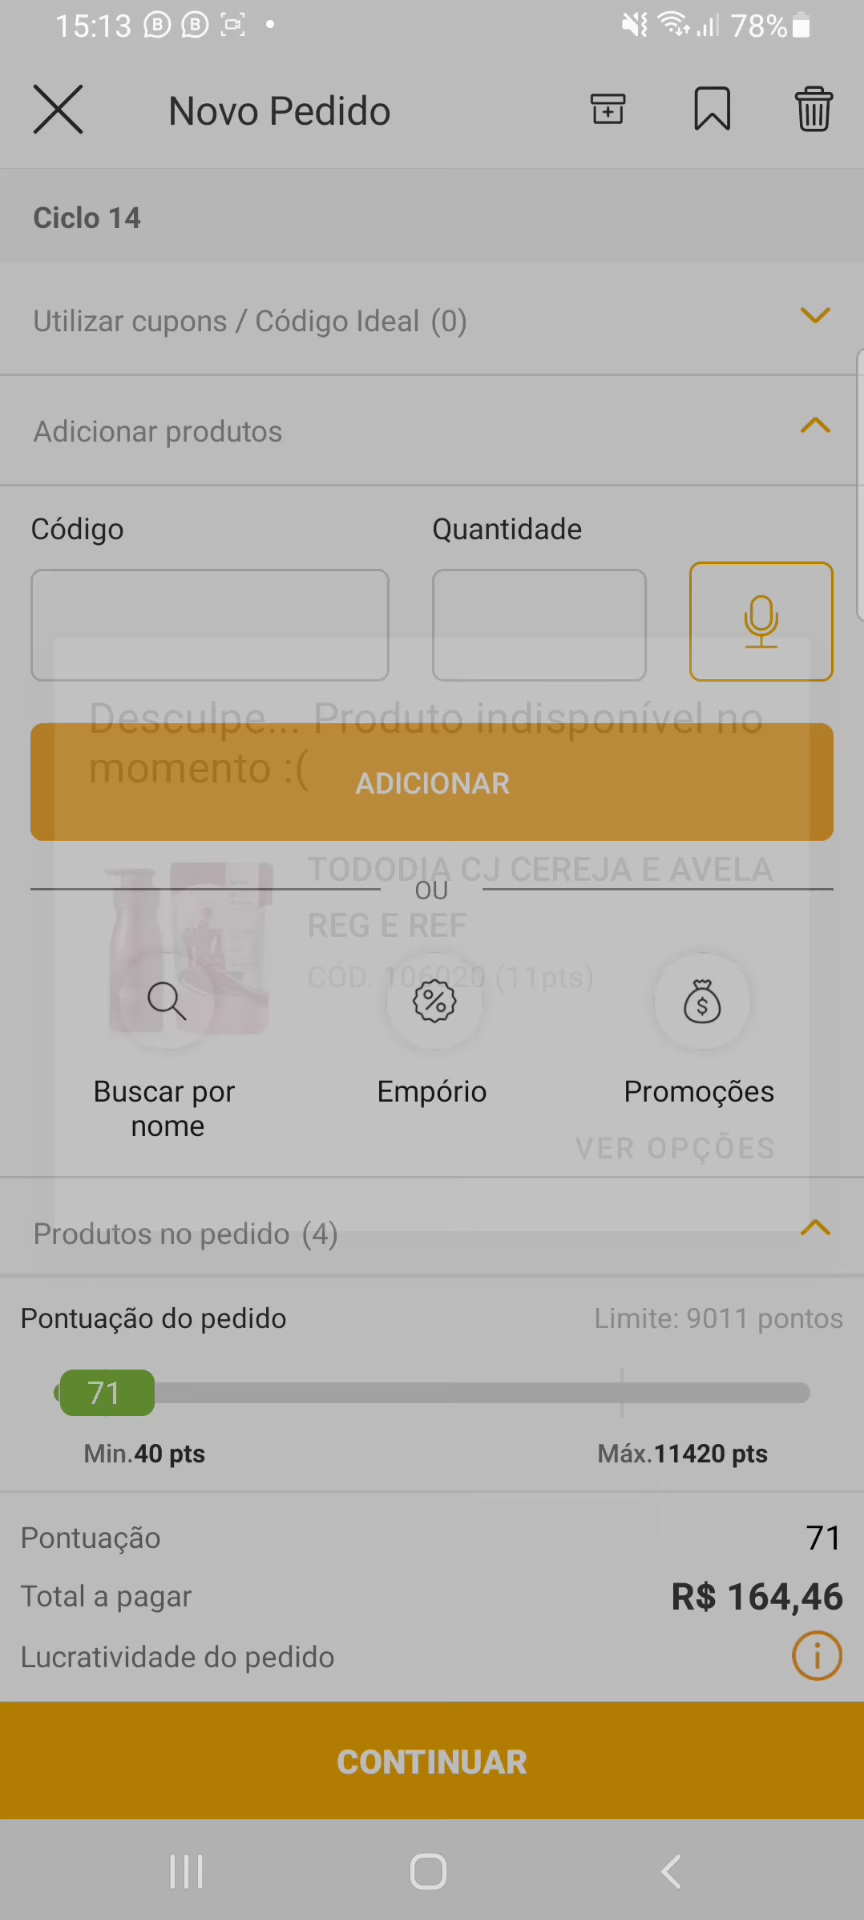 15:13
78%
Novo Pedido
Ciclo 14
Utilizar cupons / Código Ideal (0)
Adicionar produtos
Código Quantidade
Desculpe... Produto indisponível no
momento :(
ADICIONAR
TODODIA CJ CEREJA E AVELA
OU
REG E REF
CÓD. 106020 (11pts)
Buscar por
nome
Empório
Promoções
VER OPÇÕES
Produtos no pedido (4)
Pontuação do pedido Limite: 9011 pontos
71
Min.40 pts Máx.11420 pts
Pontuação 71
Total a pagar R$ 164,46
Lucratividade do pedido
CONTINUAR